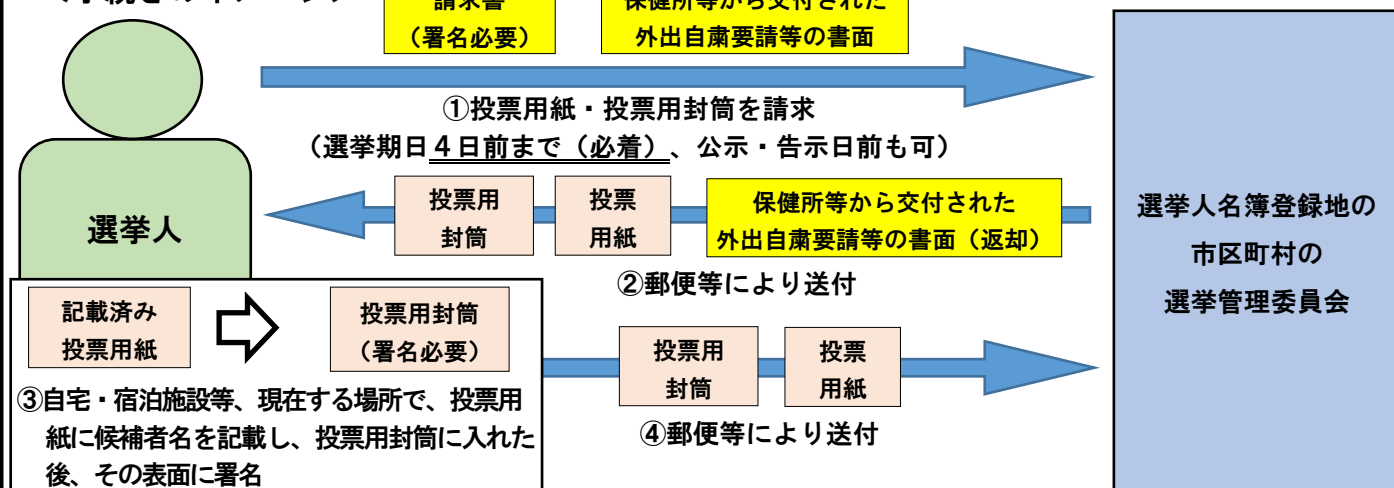 請求書
（署名必要）
保健所等から交付された
外出自粛要請等の書面
①投票用紙・投票用封筒を請求
（選挙期日４日前まで（必着）、公示・告示日前も可）
選挙人
投票用
封筒
投票
用紙
保健所等から交付された
外出自粛要請等の書面（返却）
②郵便等により送付
選挙人名簿登録地の
市区町村の
選挙管理委員会
記載済み
投票用紙
投票用封筒
（署名必要）
③自宅・宿泊施設等、現在する場所で、投票用
紙に候補者名を記載し、投票用封筒に入れた
後、その表面に署名
投票用
封筒
投票
用紙
④郵便等により送付